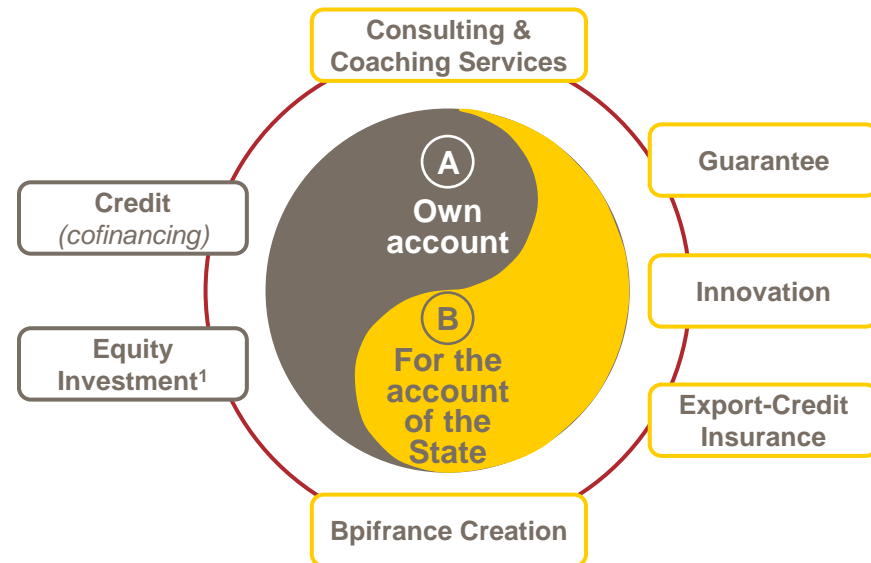 Consulting &
Coaching Services
A
Own
account
Credit
(cofinancing)
Equity
Investment¹
Guarantee
Innovation
Export-Credit
Insurance
B
For the
account
of the
State
Bpifrance Creation